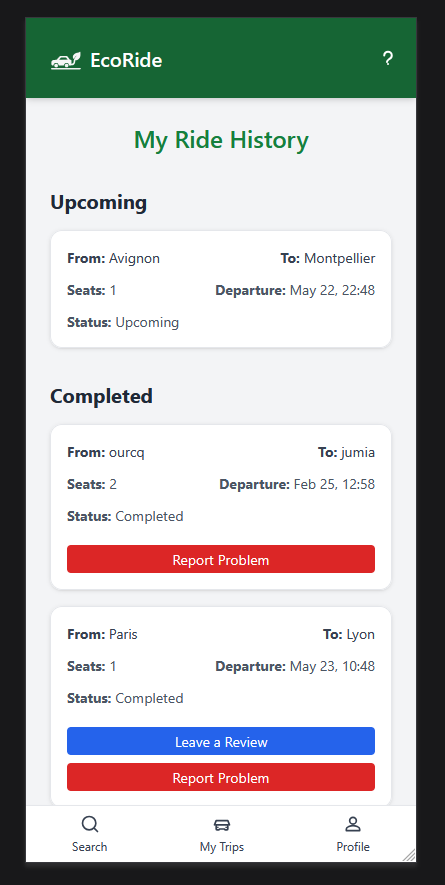 EcoRide ?
My Ride History
Upcoming
From: Avignon To: Montpellier
Seats: 1 Departure: May 22, 22:48
Status: Upcoming
Completed
From: ourcq To: jumia
Seats: 2 Departure: Feb 25, 12:58
Status: Completed
Report Problem
From: Paris To: Lyon
Seats: 1 Departure: May 23, 10:48
Status: Completed
Leave a Review
Report Problem
Search My Trips Profile